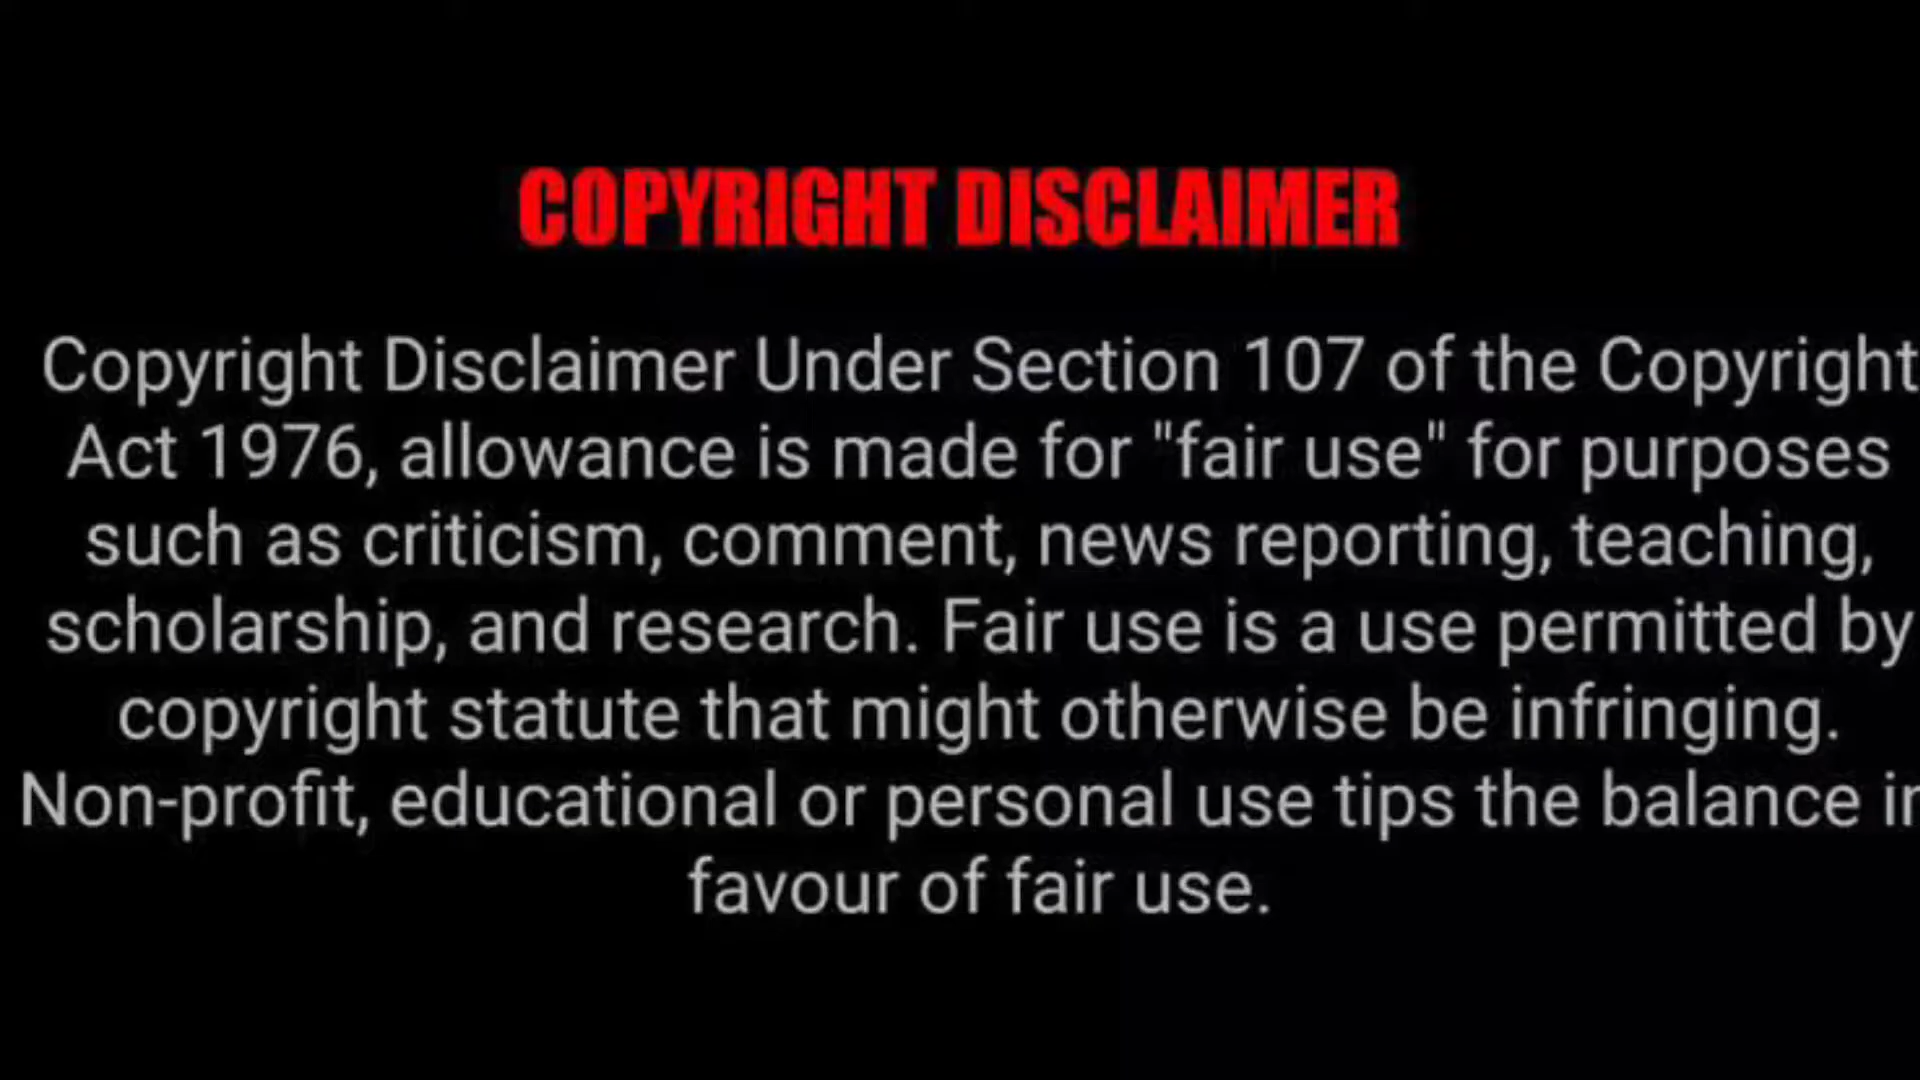 COPYRIGHT DISCLAIMER
Copyright Disclaimer Under Section 107 of the Copyright
Act 1976, allowance is made for "fair use" for purposes
such as criticism, comment, news reporting, teaching,
scholarship, and research. Fair use is a use permitted by
copyright statute that might otherwise be infringing.
Non-profit, educational or personal use tips the balance in
favour of fair use.